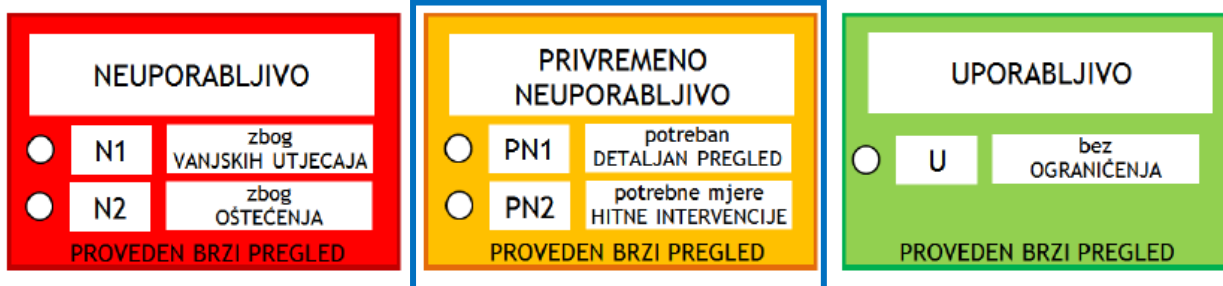 NEUPORABLJIVO
N1
zbog
VANJSKIH UTJECAJA
N2
zbog
OŠTEĆENJA
PROVEDEN BRZI PREGLED
PRIVREMENO
NEUPORABLJIVO
PN1
potreban
DETALJAN PREGLED
PN2
potrebne mjere
HITNE INTERVENCIJE
PROVEDEN BRZI PREGLED
UPORABLJIVO
U
bez
OGRANIČENJA
PROVEDEN BRZI PREGLED